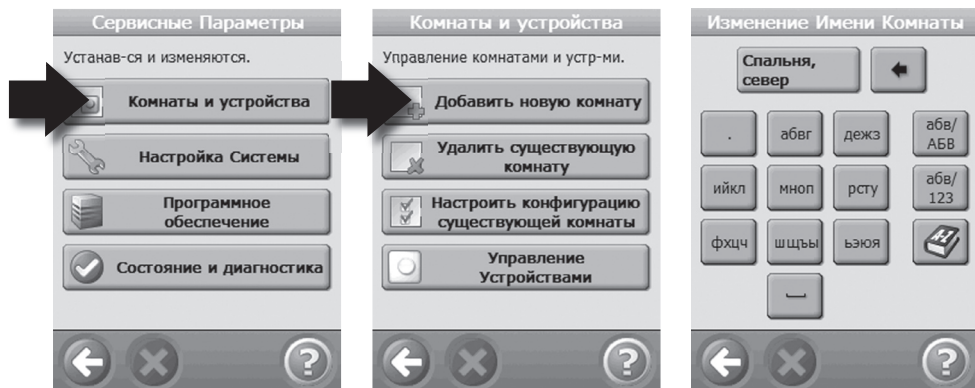 Сервисные Параметры
Устанав-ся и изменяются.
Комнаты и устройства
Настройка Системы
Программное
обеспечение
Состояние и диагностика
?
Комнаты и устройства
Управление комнатами и устр-ми.
Добавить новую комнату
Удалить существующую
комнату
Настроить конфигурацию
существующей комнаты
Управление
Устройствами
?
Изменение Имени Комнаты
Спальня,
север
. абвг дежз абв/
АБВ
ийкл мноп рсту абв/
123
фхцч шщъы ьэюя A-Z
?